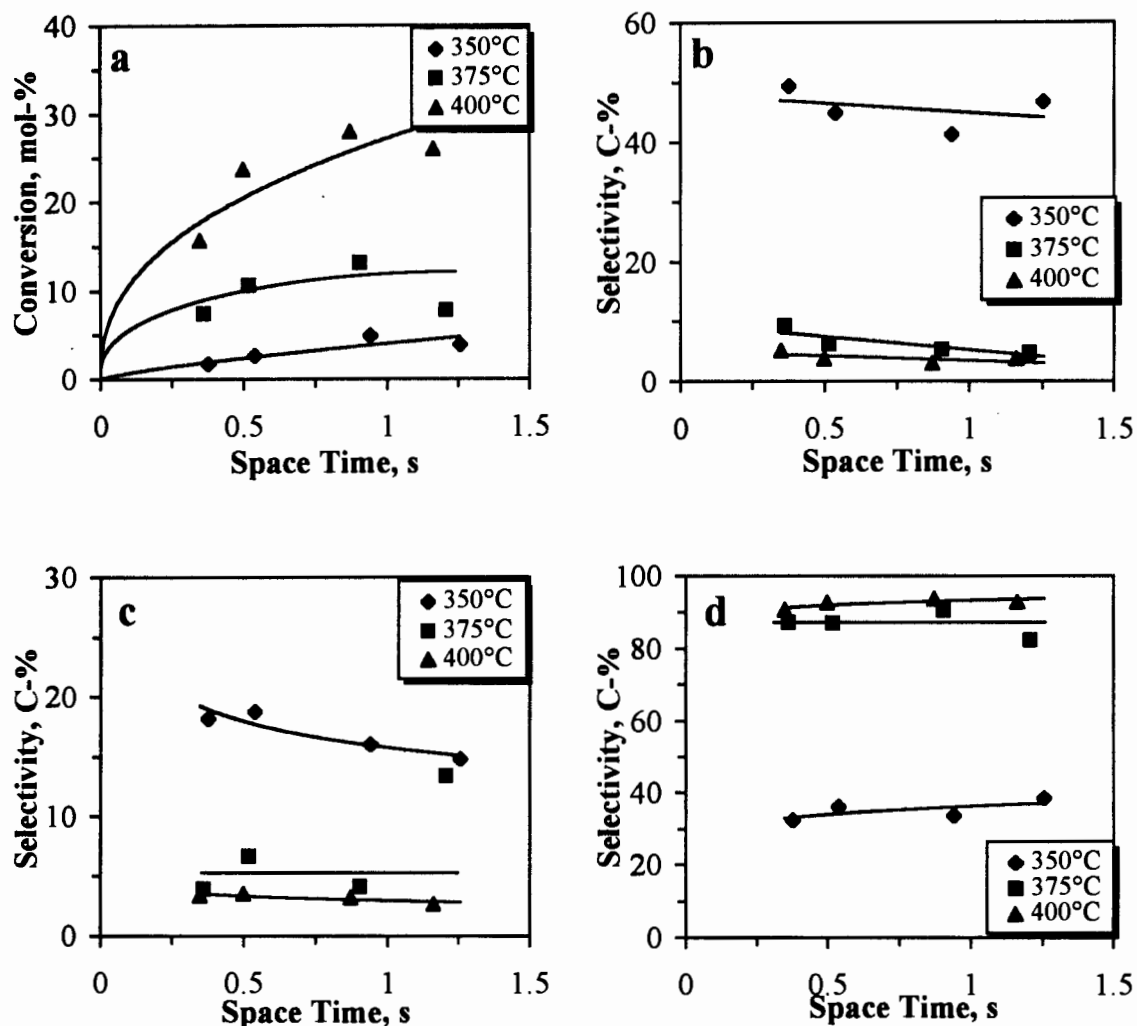 a
40
30
20
10
0
Conversion, mol-%
0 0.5 1 1.5
Space Time, s
350°C
375°C
400°C
b
60
40
20
0
Selectivity, C-%
0 0.5 1 1.5
Space Time, s
350°C
375°C
400°C
c
30
20
10
0
Selectivity, C-%
0 0.5 1 1.5
Space Time, s
350°C
375°C
400°C
d
100
80
60
40
20
0
Selectivity, C-%
0 0.5 1 1.5
Space Time, s
350°C
375°C
400°C